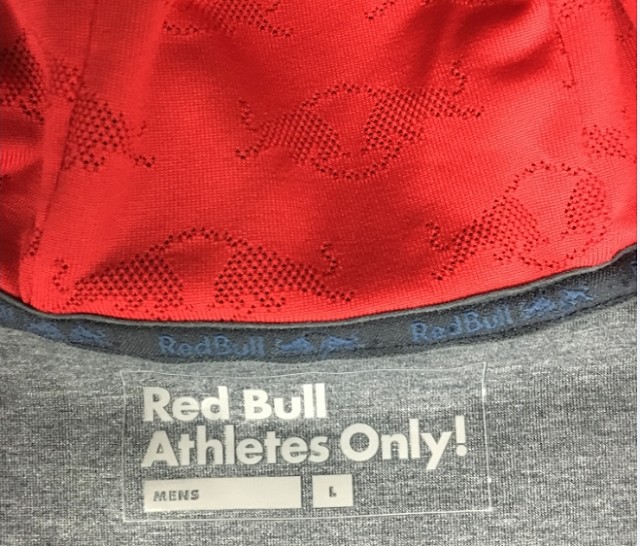 RedBull RedBull
Red Bull
Athletes Only!
MENS L